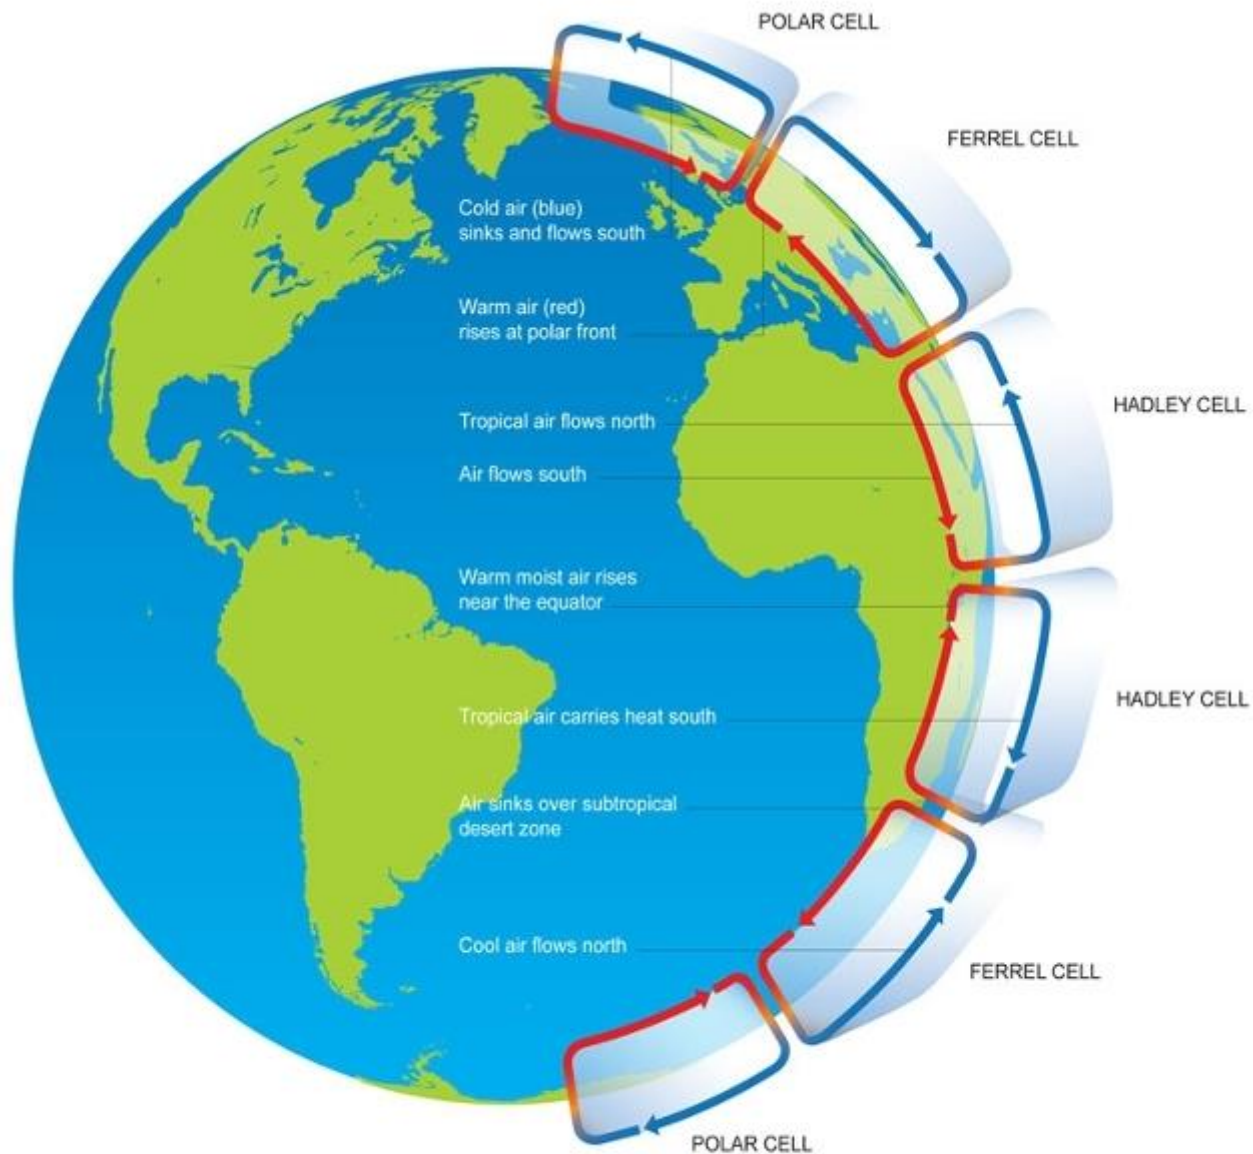 POLAR CELL
FERREL CELL
Cold air (blue)
sinks and flows south
Warm air (red)
rises at polar front
HADLEY CELL
Tropical air flows north
Air flows south
Warm moist air rises
near the equator
HADLEY CELL
Tropical air carries heat south
Air sinks over subtropical
desert zone
Cool air flows north
FERREL CELL
POLAR CELL